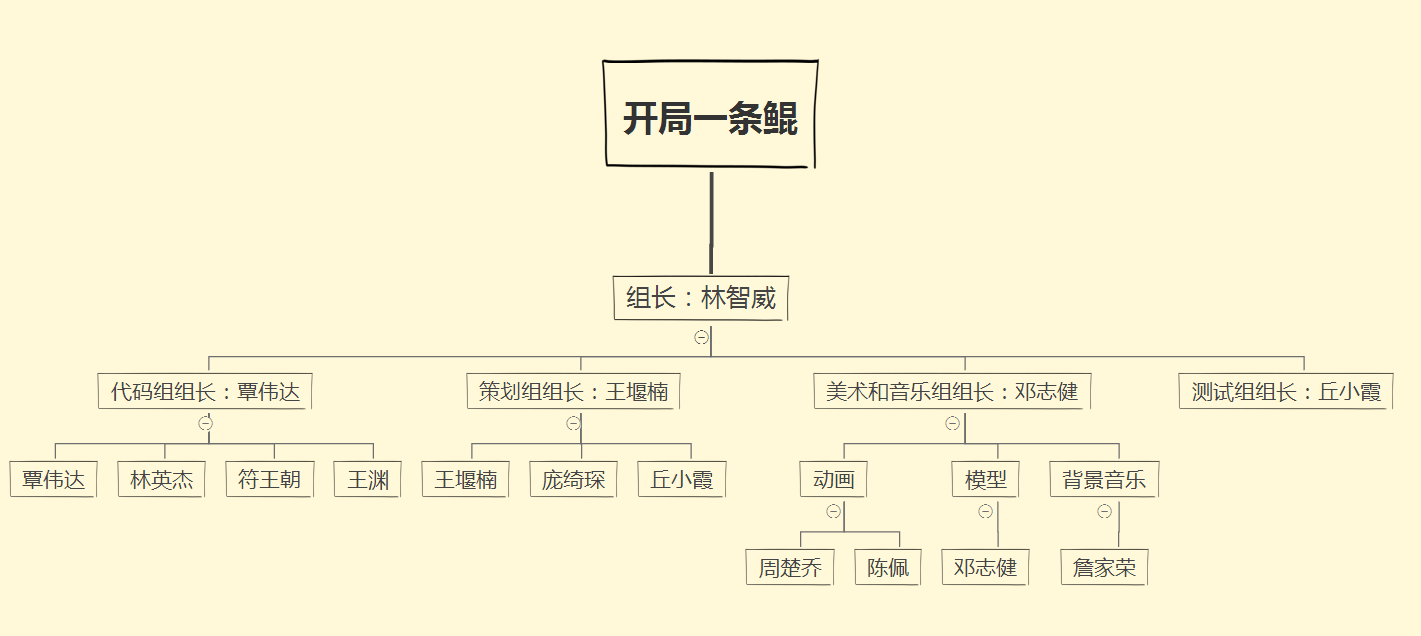 开局一条鲲
组长：林智威
代码组组长：覃伟达
策划组组长：王堰楠
美术和音乐组组长：邓志健
测试组组长：丘小霞
覃伟达
林英杰
符王朝
王渊
王堰楠
庞绮琛
丘小霞
动画
模型
背景音乐
周楚乔
陈佩
邓志健
詹家荣